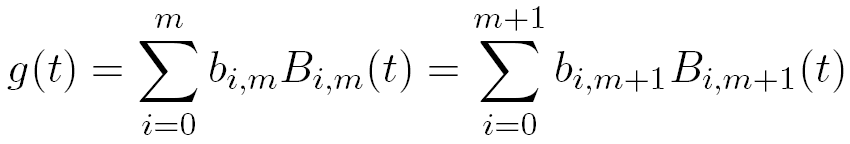 g(t) = \sum_{i=0}^{m} b_{i,m} B_{i,m}(t) = \sum_{i=0}^{m+1} b_{i,m+1} B_{i,m+1}(t)